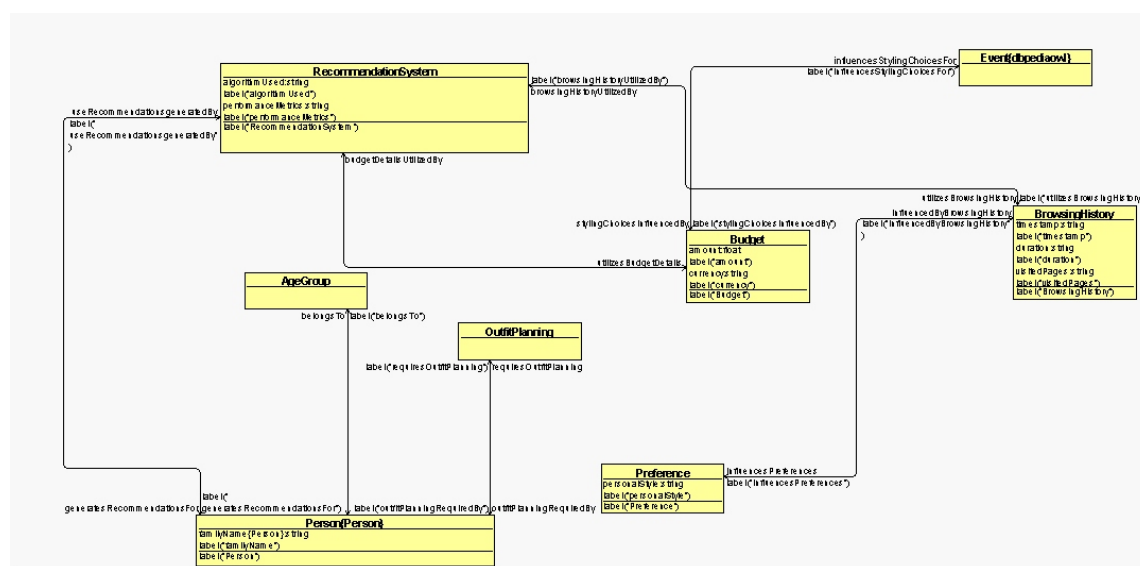 RecommendationSystem
algorithmUsed:string
label("algorithmUsed")
performanceMetrics:string
label("performanceMetrics")
label("RecommendationSystem")
useRecommendationsgeneratedBy
label("
useRecommendationsgeneratedBy"
)
label("browsingHistoryUtilizedBy")
browsingHistoryUtilizedBy
budgetDetailsUtilizedBy
influencesStylingChoicesFor
label("influencesStylingChoicesFor")
Event{dbpediaowl}
utilizesBrowsingHistory label("utilizesBrowsingHistory
influencedByBrowsingHistory
label("influencedByBrowsingHistory"
)
BrowsingHistory
timestamp:string
label("timestamp")
duration:string
label("duration")
visitedPages:string
label("visitedPages")
label("BrowsingHistory")
stylingChoicesInfluencedBy label("stylingChoicesInfluencedBy")
Budget
amount:float
label("amount")
currency:string
label("currency")
label("Budget")
utilizesBudgetDetails
AgeGroup
belongsTo label("belongsTo")
OutfitPlanning
label("requiresOutfitPlanning") requiresOutfitPlanning
Preference
personalStyle:string
label("personalStyle")
label("Preference")
influencesPreferences
label("influencesPreferences")
label("
generatesRecommendationsFor generatesRecommendationsFor")
label("outfitPlanningRequiredBy") outfitPlanningRequiredBy
Person{Person}
familyName{Person}:string
label("familyName")
label("Person")